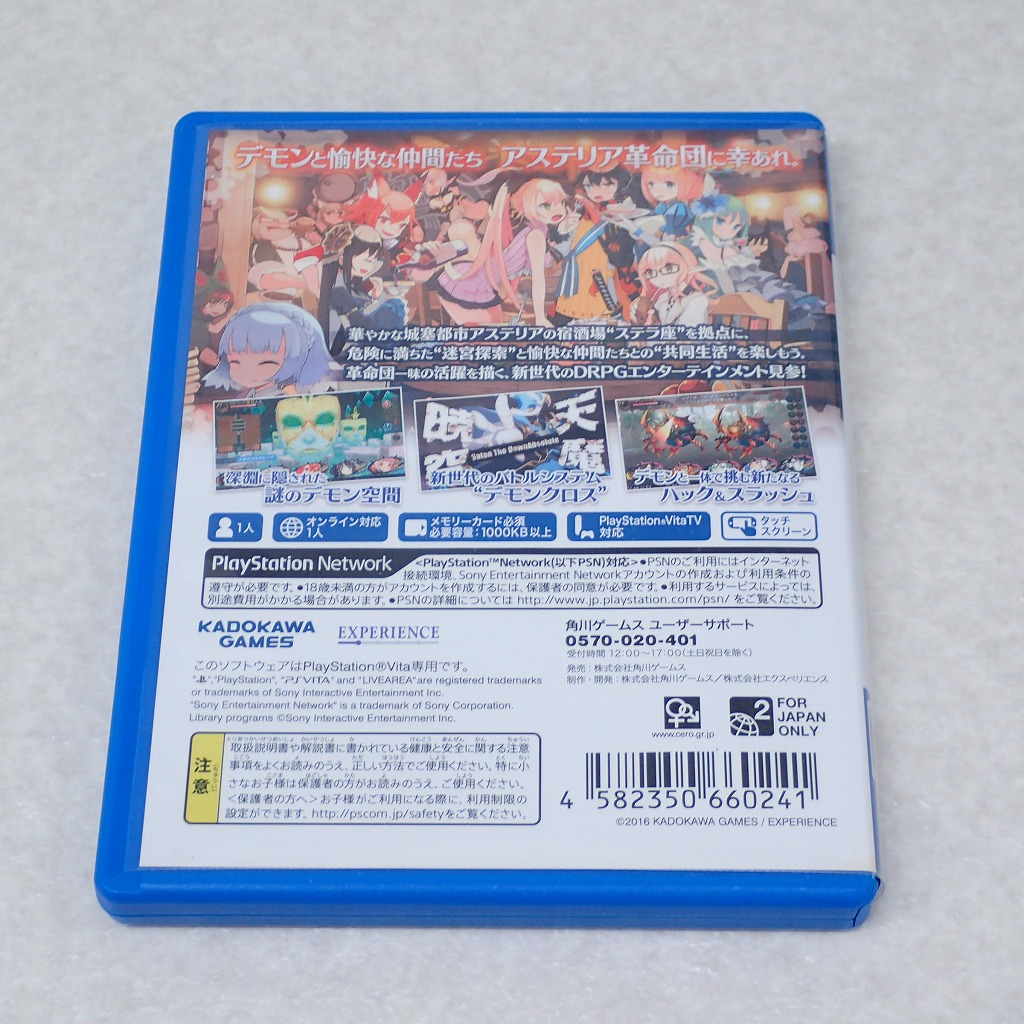 デモンと愉快な仲間たち アステリア革命団に幸あれ。
華やかな城塞都市アステリアの宿酒場“ステラ座”を拠点に、
危険に満ちた“迷宮探索”と愉快な仲間たちとの“共同生活”を楽しもう。
革命団一味の活躍を描く、新世代のDRPGエンターテインメント見参!
Satan The DawnAbsolute
深淵に隠された
謎のデモン空間
新世代のバトルシステム
“デモンクロス”
デモンと一体で挑む新たなる
ハック&スラッシュ
1人
オンライン対応
1人
メモリーカード必須
必要容量:1000KB以上
PlayStation®VitaTV
対応
タッチ
スクリーン
PlayStation Network
<PlayStation™Network(以下PSN)対応>●PSNのご利用にはインターネット
接続環境、Sony Entertainment Networkアカウントの作成および利用条件の
遵守が必要です。●18歳未満の方がアカウントを作成するには、保護者の同意が必要です。●利用するサービスによっては、
別途費用がかかる場合があります。●PSNの詳細については http://www.jp.playstation.com/psn/ をご覧ください。
KADOKAWA
GAMES
EXPERIENCE
角川ゲームス ユーザーサポート
0570-020-401
受付時間 12:00〜17:00(土日祝日を除く)
発売:株式会社角川ゲームス
制作・開発:株式会社角川ゲームス/株式会社エクスペリエンス
このソフトウェアはPlayStation®Vita専用です。
"PS","PlayStation", "PSVITA" and "LIVEAREA"are registered trademarks
or trademarks of Sony Interactive Entertainment Inc.
"Sony Entertainment Network" is a trademark of Sony Corporation.
Library programs ©Sony Interactive Entertainment Inc.
www.cero.gr.jp
2
FOR
JAPAN
ONLY
注意
取扱説明書や解説書に書かれている健康と安全に関する注意
事項をよくお読みのうえ、正しい方法でご使用ください。特に小
さなお子様は保護者の方がお読みのうえ、ご使用ください。
<保護者の方へ>お子様がご利用になる際に、利用制限の
設定ができます。http://pscom.jp/safetyをご覧ください。
4 582350 660241
©2016 KADOKAWA GAMES / EXPERIENCE